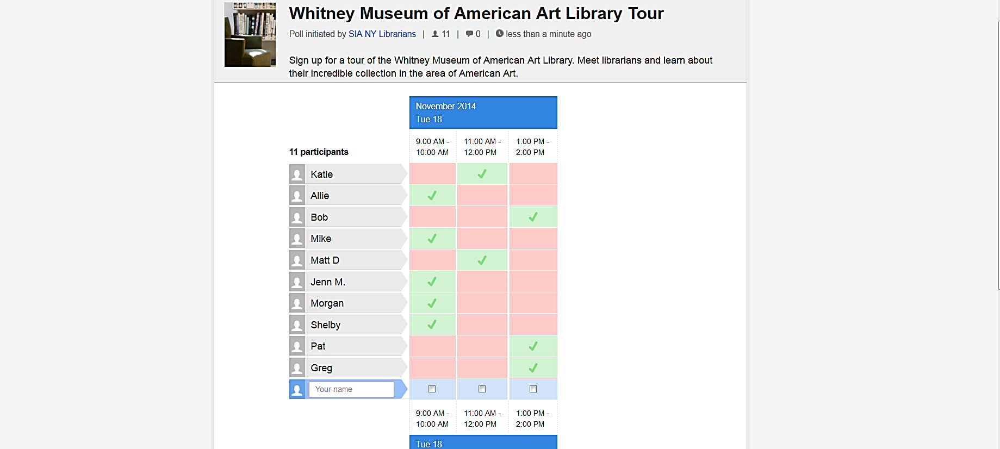 Whitney Museum of American Art Library Tour
Poll initiated by SIA NY Librarians | 11 | 0 | less than a minute ago
Sign up for a tour of the Whitney Museum of American Art Library. Meet librarians and learn about
their incredible collection in the area of American Art.
November 2014
Tue 18
9:00 AM - 11:00 AM - 1:00 PM -
10:00 AM 12:00 PM 2:00 PM
11 participants
Katie
Allie
Bob
Mike
Matt D
Jenn M.
Morgan
Shelby
Pat
Greg
Your name
9:00 AM - 11:00 AM - 1:00 PM -
10:00 AM 12:00 PM 2:00 PM
Tue 18